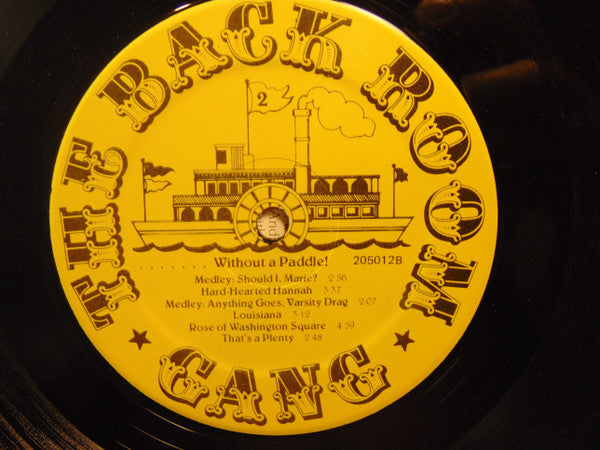 THE BACK ROOM
GANG
2
....... Without a Paddle! 205012B
Medley: Should I, Marie? 2:56
Hard-Hearted Hannah 3:37
Medley: Anything Goes, Varsity Drag 2:07
Louisiana 3:12
Rose of Washington Square 4:59
That's a Plenty 2:48